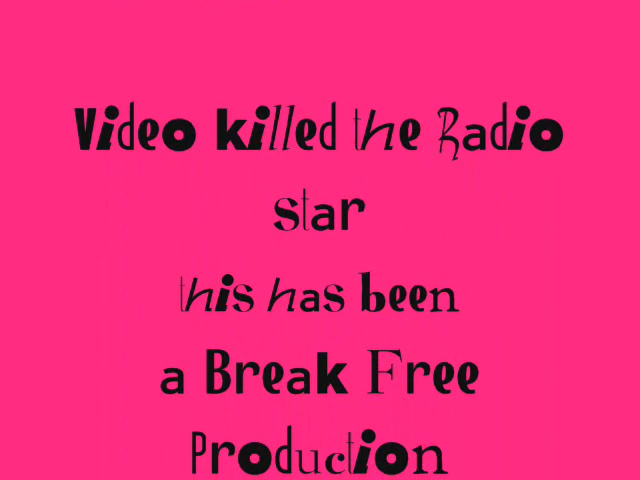 Video killed the Radio
star
this has been
a Break Free
Production